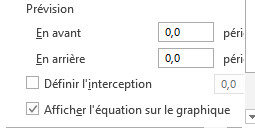 Prévision
En avant 0,0 péri
En arrière 0,0 péri
Définir l'interception 0,0
Afficher l'équation sur le graphique